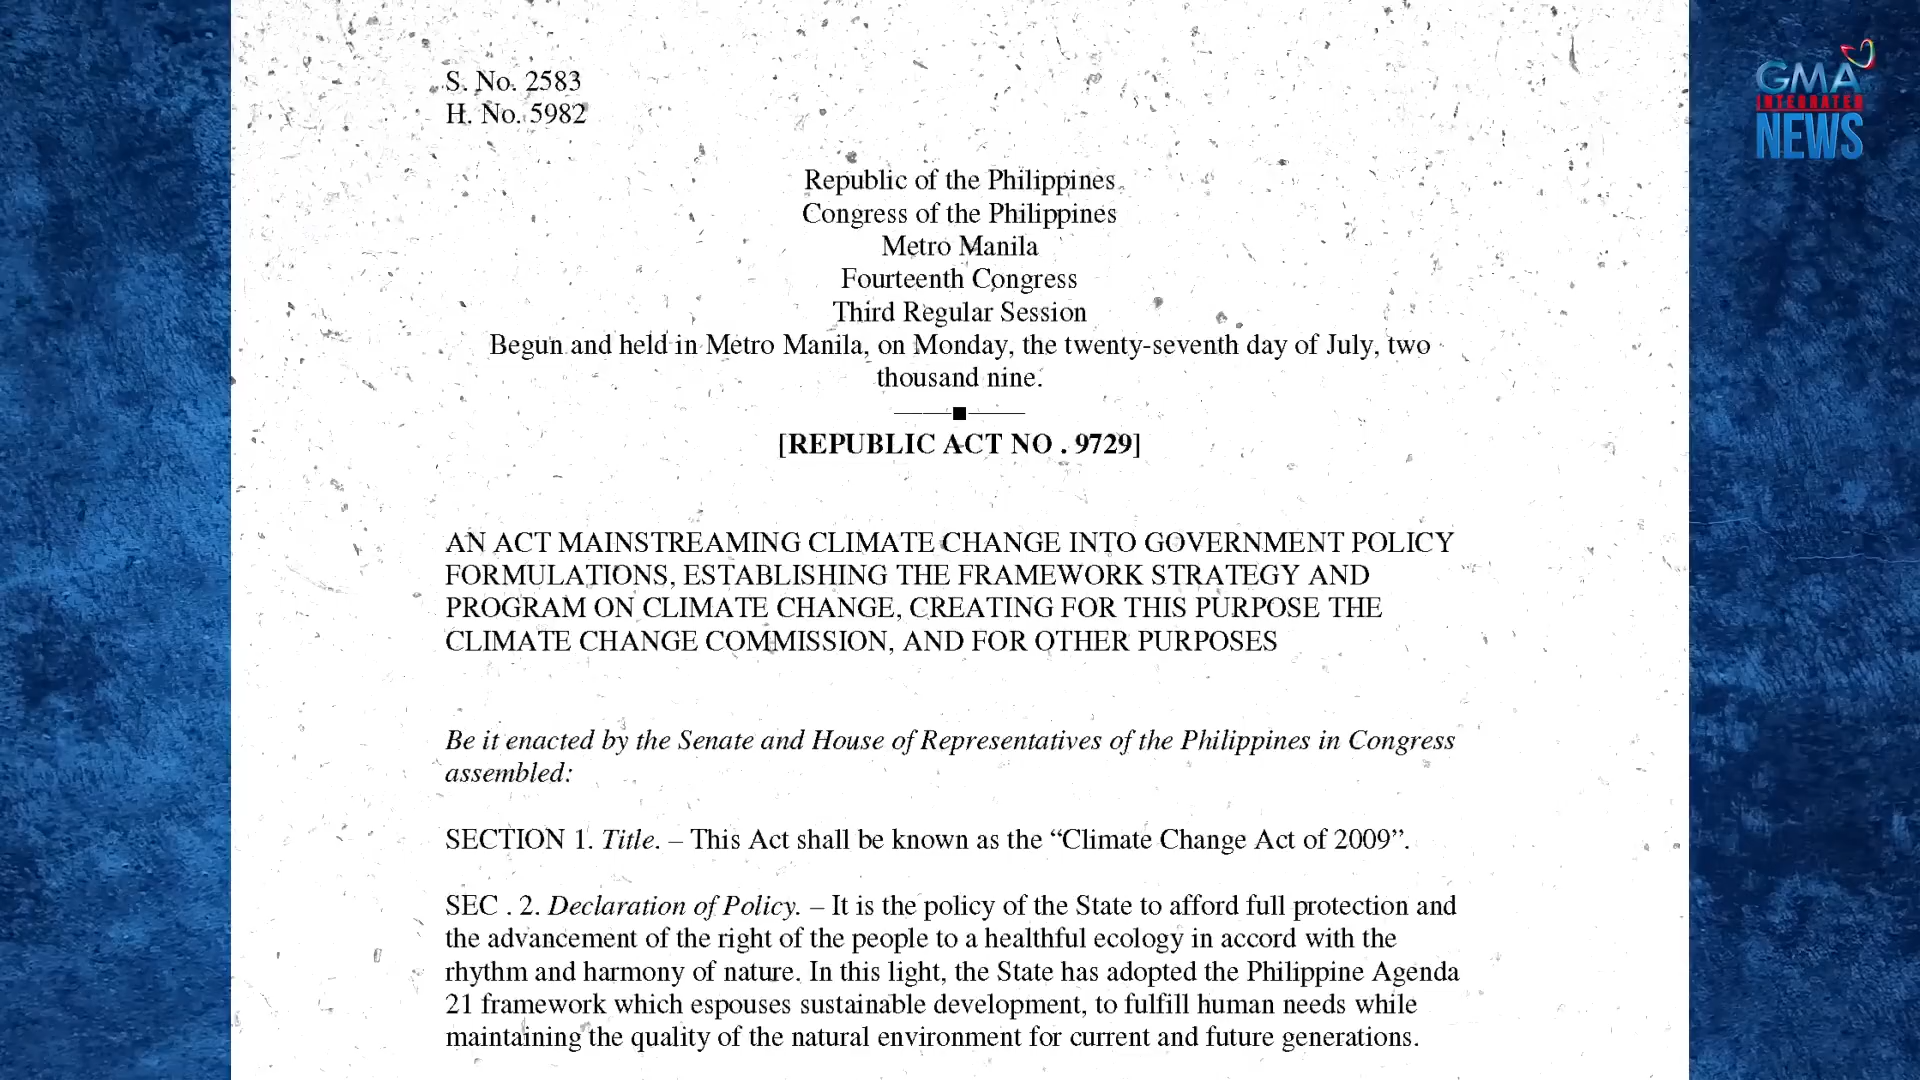 S. No. 2583
H. No. 5982
GMA
INTEGRATED
NEWS
Republic of the Philippines
Congress of the Philippines
Metro Manila
Fourteenth Congress
Third Regular Session
Begun and held in Metro Manila, on Monday, the twenty-seventh day of July, two
thousand nine.
[REPUBLIC ACT NO . 9729]
AN ACT MAINSTREAMING CLIMATE CHANGE INTO GOVERNMENT POLICY
FORMULATIONS, ESTABLISHING THE FRAMEWORK STRATEGY AND
PROGRAM ON CLIMATE CHANGE, CREATING FOR THIS PURPOSE THE
CLIMATE CHANGE COMMISSION, AND FOR OTHER PURPOSES
Be it enacted by the Senate and House of Representatives of the Philippines in Congress
assembled:
SECTION 1. Title. – This Act shall be known as the “Climate Change Act of 2009”.
SEC . 2. Declaration of Policy. – It is the policy of the State to afford full protection and
the advancement of the right of the people to a healthful ecology in accord with the
rhythm and harmony of nature. In this light, the State has adopted the Philippine Agenda
21 framework which espouses sustainable development, to fulfill human needs while
maintaining the quality of the natural environment for current and future generations.